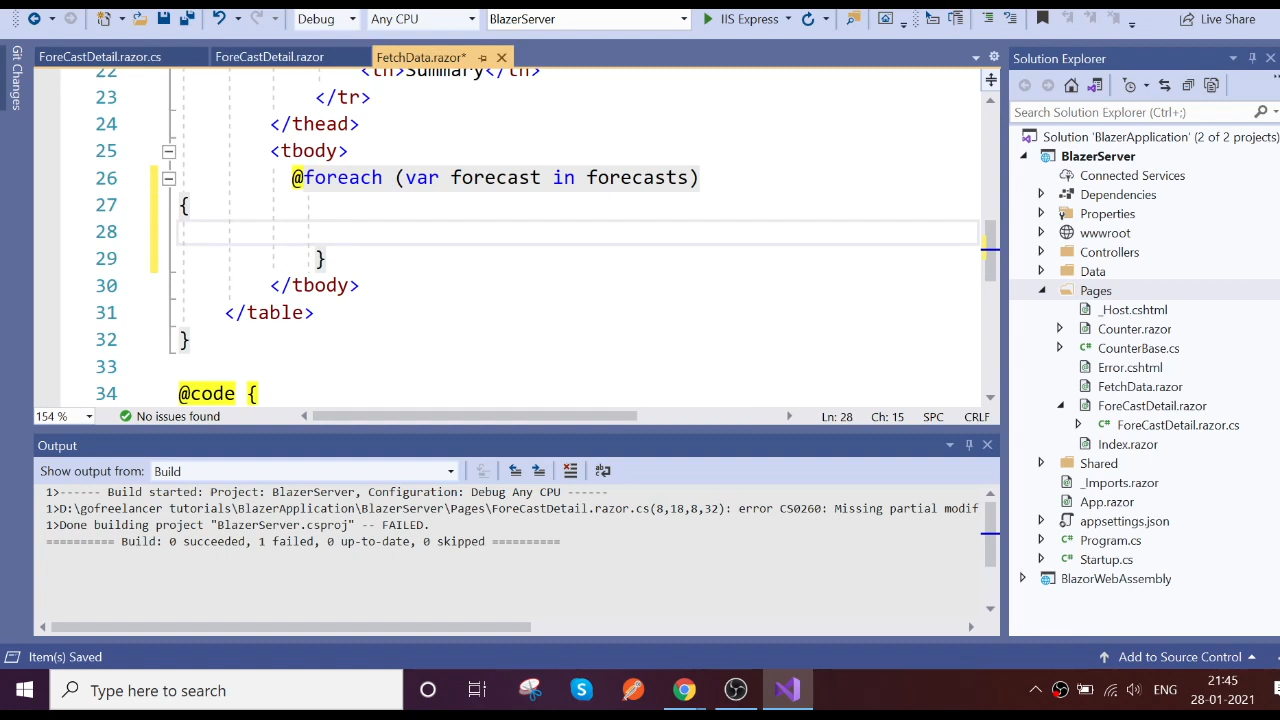 Debug Any CPU BlazerServer IIS Express Live Share
Git Changes
ForeCastDetail.razor.cs ForeCastDetail.razor FetchData.razor*
22 <th>Summary</th>
23 </tr>
24 </thead>
25 <tbody>
26 @foreach (var forecast in forecasts)
27 {
28
29 }
30 </tbody>
31 </table>
32 }
33
34 @code {
154 % No issues found Ln: 28 Ch: 15 SPC CRLF
Output
Show output from: Build
1>------ Build started: Project: BlazerServer, Configuration: Debug Any CPU ------
1>D:\gofreelancer tutorials\BlazerApplication\BlazerServer\Pages\ForeCastDetail.razor.cs(8,18,8,32): error CS0260: Missing partial modif
1>Done building project "BlazerServer.csproj" -- FAILED.
========== Build: 0 succeeded, 1 failed, 0 up-to-date, 0 skipped ==========
Solution Explorer
Search Solution Explorer (Ctrl+;)
Solution 'BlazerApplication' (2 of 2 projects)
BlazerServer
Connected Services
Dependencies
Properties
wwwroot
Controllers
Data
Pages
_Host.cshtml
Counter.razor
C# CounterBase.cs
Error.cshtml
FetchData.razor
ForeCastDetail.razor
C# ForeCastDetail.razor.cs
Index.razor
Shared
_Imports.razor
App.razor
appsettings.json
C# Program.cs
C# Startup.cs
BlazorWebAssembly
Item(s) Saved Add to Source Control
Type here to search
ENG
21:45
28-01-2021